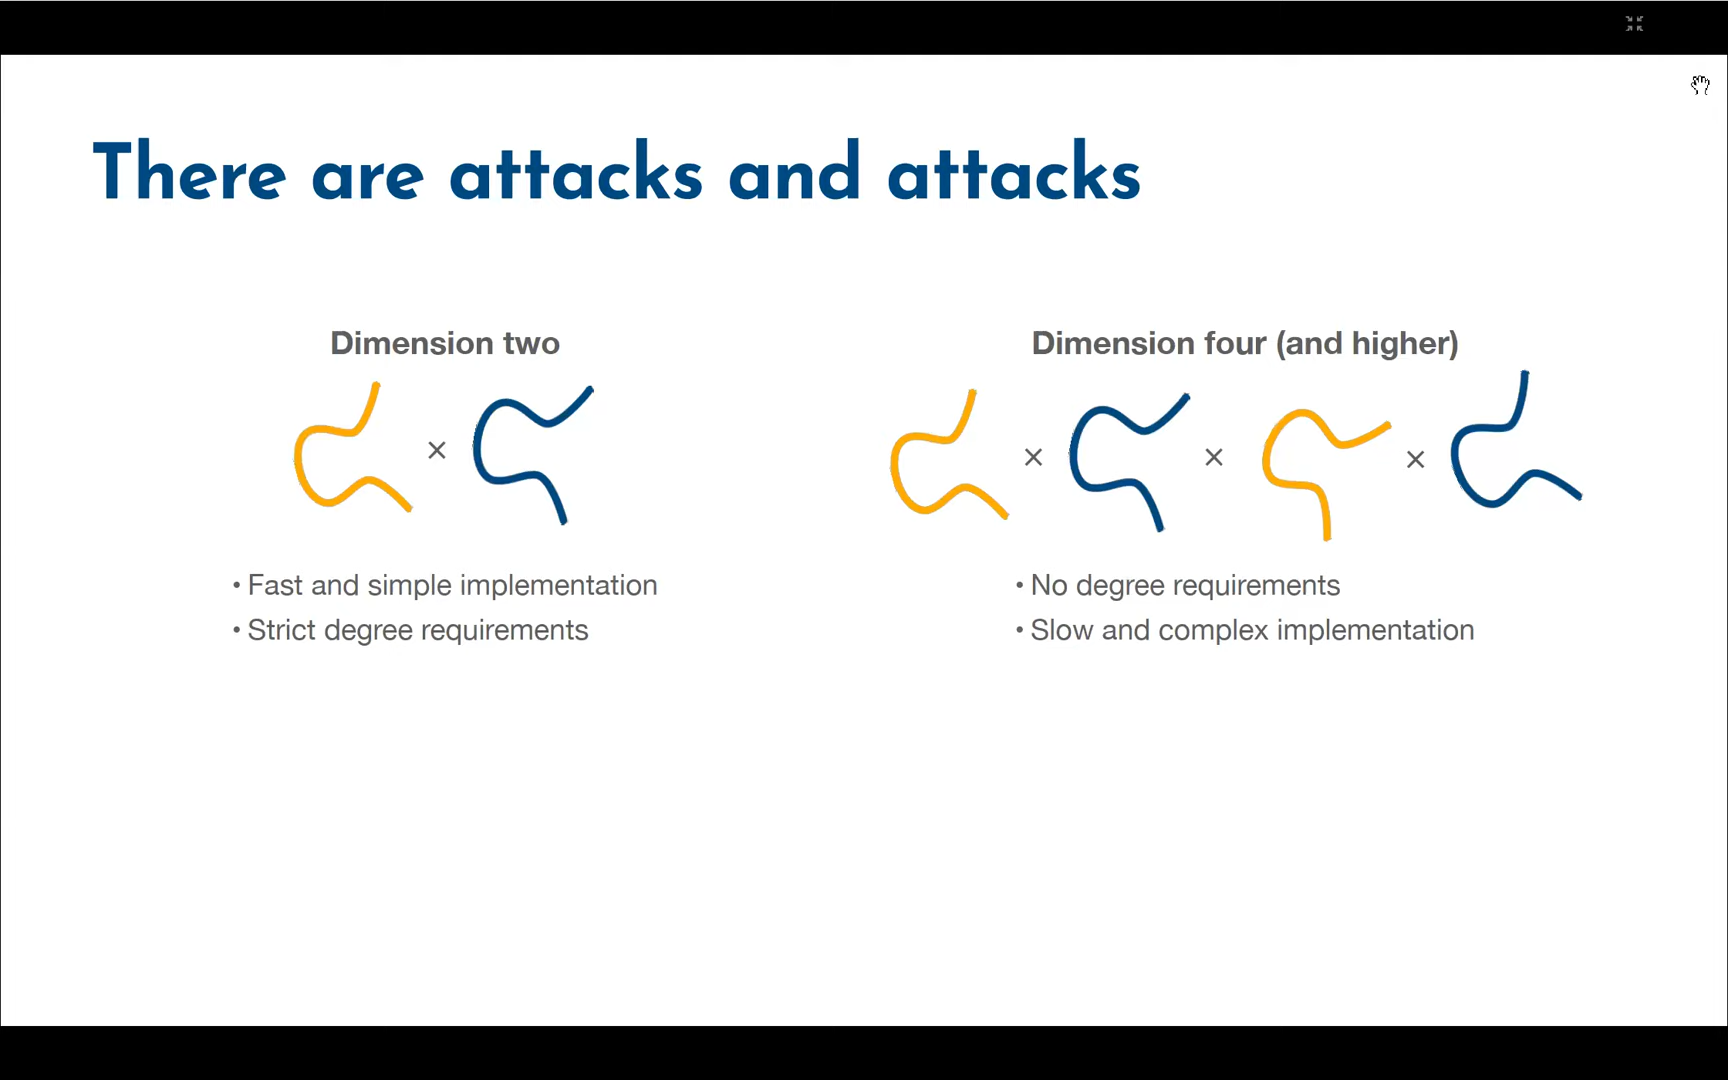 There are attacks and attacks
Dimension two
× 
• Fast and simple implementation
• Strict degree requirements
Dimension four (and higher)
× × ×
• No degree requirements
• Slow and complex implementation